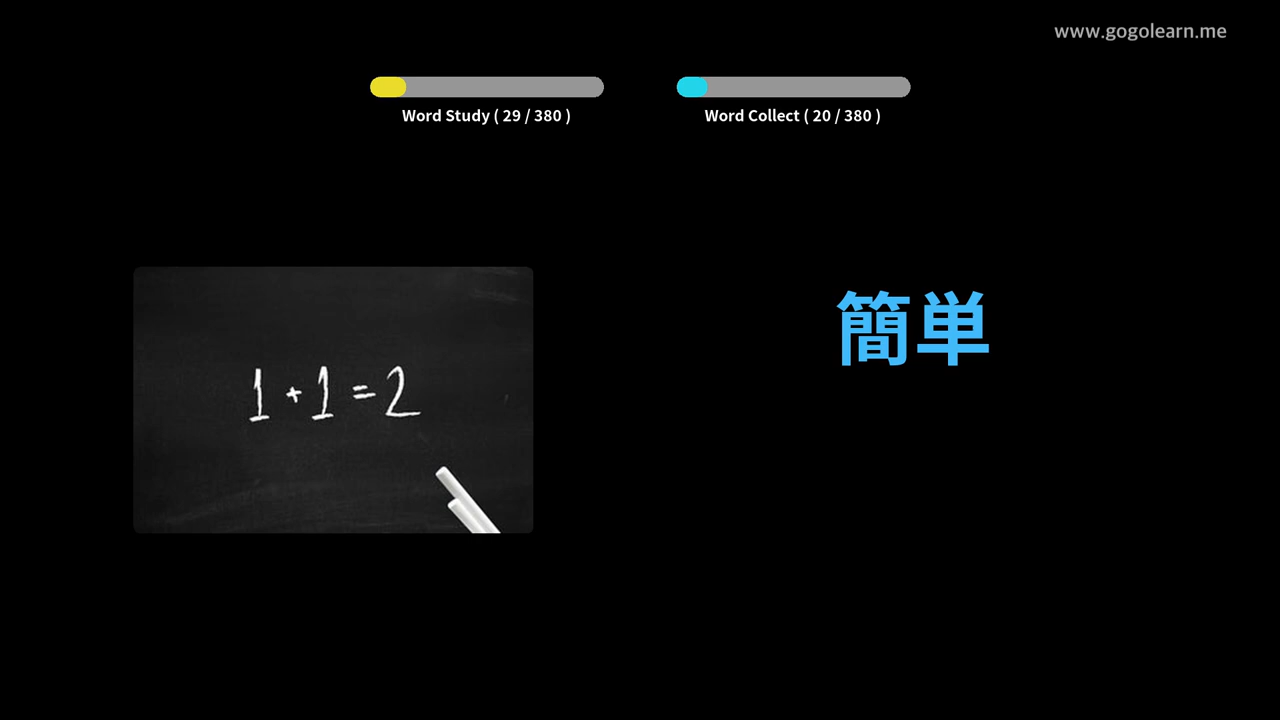 www.gogolearn.me
Word Study ( 29 / 380 )
Word Collect ( 20 / 380 )
簡単
1 + 1 = 2